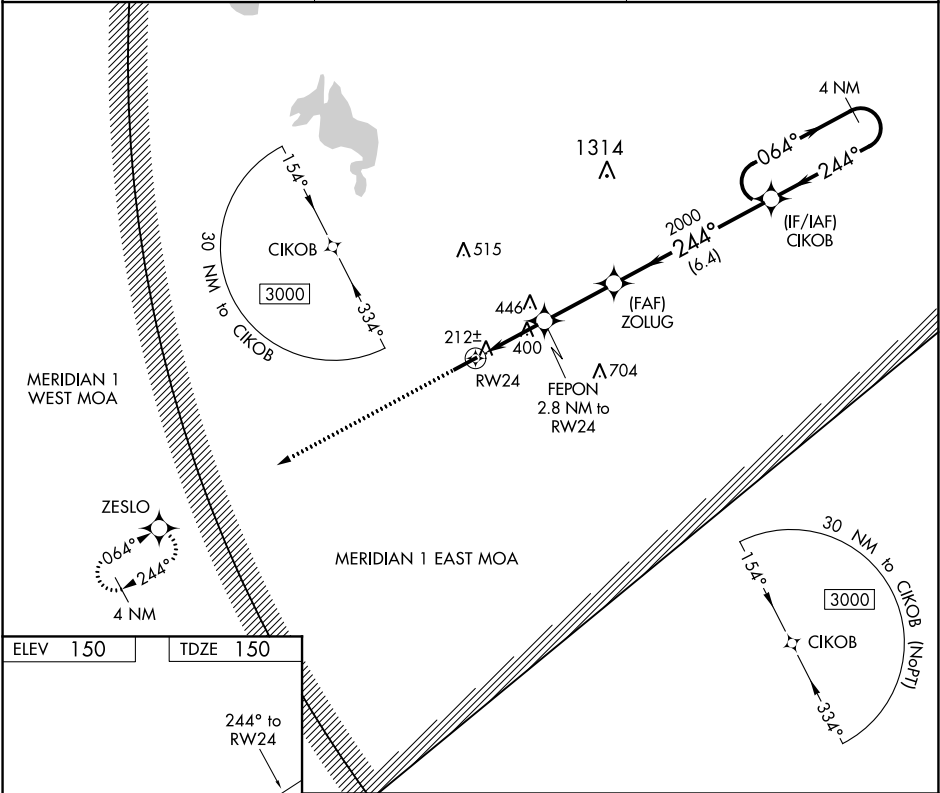 4 NM
064°
244°
1314
(IF/IAF)
CIKOB
154°
2000
244°
(6.4)
CIKOB
515
30 NM to CIKOB
3000
334°
(FAF)
ZOLUG
446
212±
400
RW24
704
FEPON
2.8 NM to
RW24
MERIDIAN 1
WEST MOA
ZESLO
064°
244°
4 NM
MERIDIAN 1 EAST MOA
30 NM to CIKOB (NoPT)
154°
3000
CIKOB
334°
ELEV 150
TDZE 150
244° to
RW24